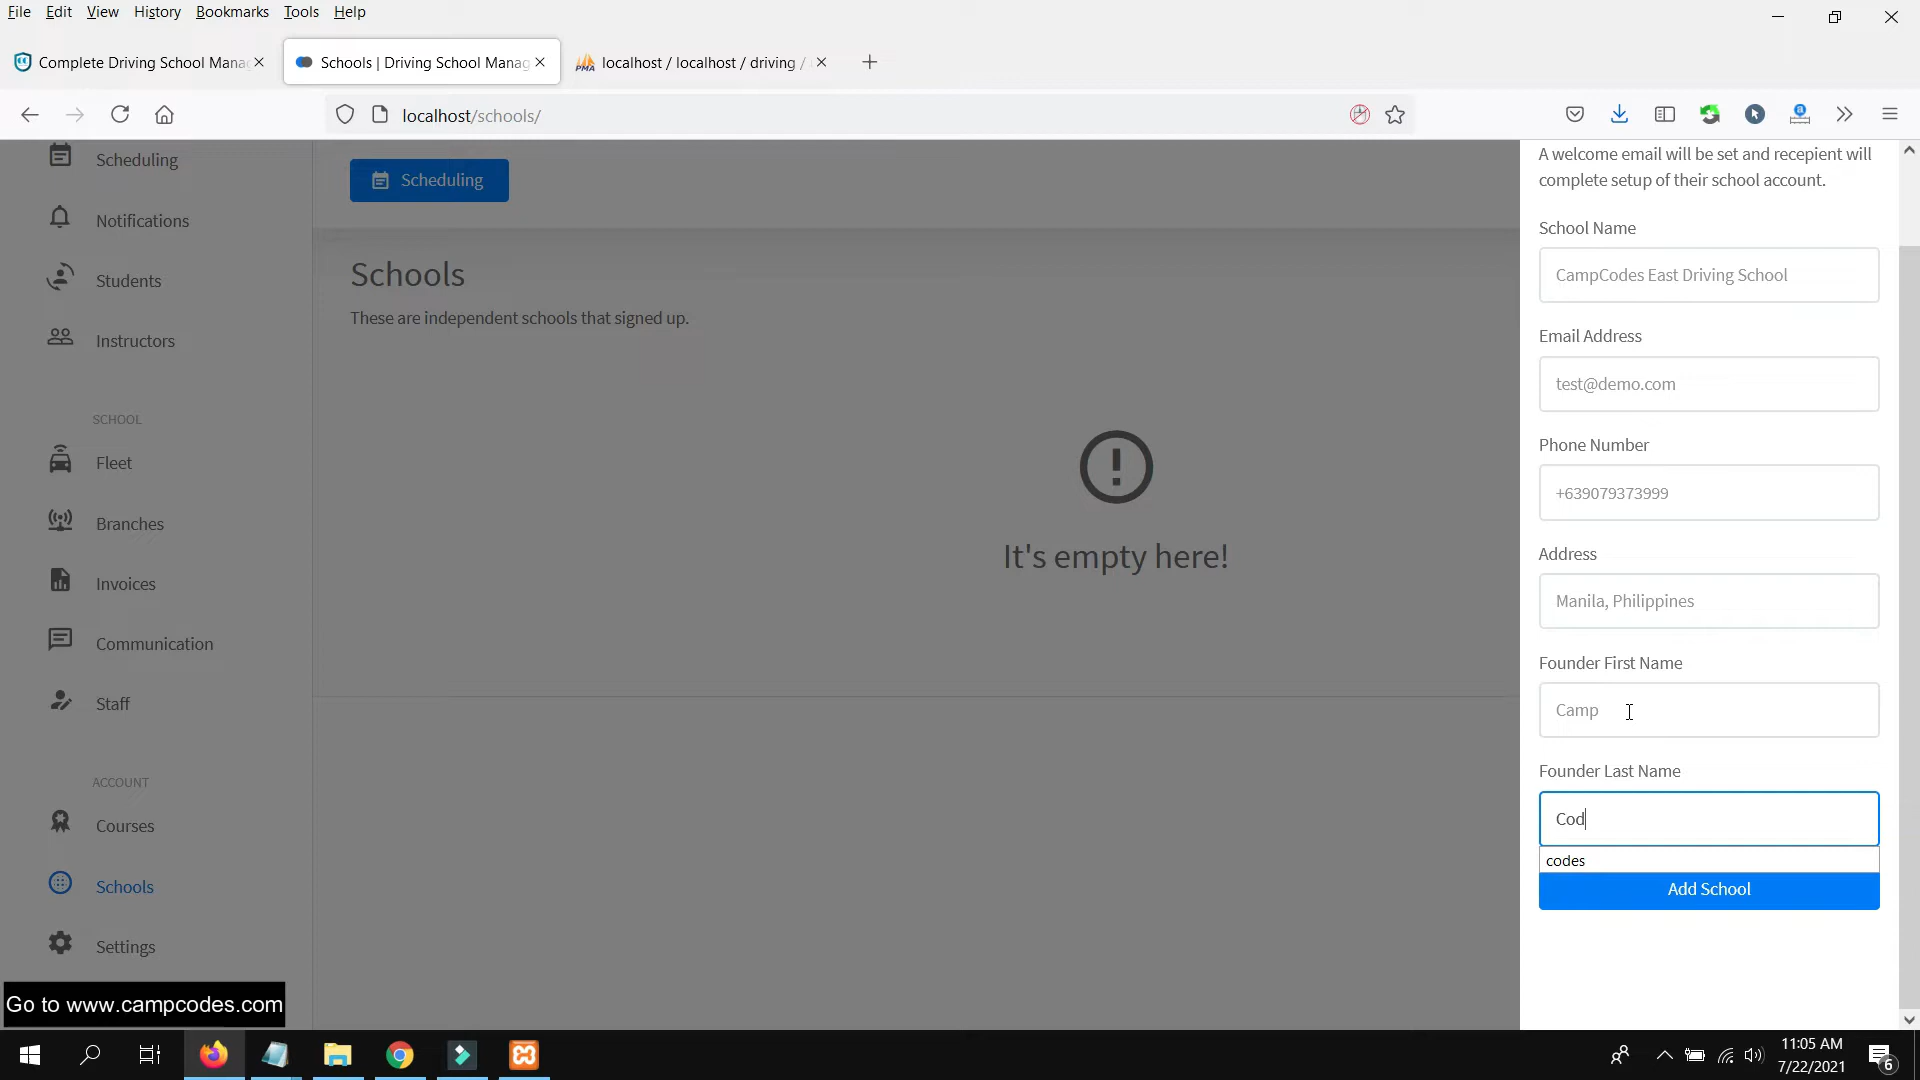 File Edit View History Bookmarks Tools Help
Complete Driving School Mana
Schools | Driving School Manag
PMA localhost / localhost / driving /
localhost/schools/
Scheduling
Notifications
Students
Instructors
SCHOOL
Fleet
Branches
Invoices
Communication
Staff
ACCOUNT
Courses
Schools
Settings
Scheduling
Schools
These are independent schools that signed up.
It's empty here!
A welcome email will be set and recepient will
complete setup of their school account.
School Name
CampCodes East Driving School
Email Address
test@demo.com
Phone Number
+639079373999
Address
Manila, Philippines
Founder First Name
Camp
Founder Last Name
Cod
codes
Add School
Go to www.campcodes.com
11:05 AM
7/22/2021
6